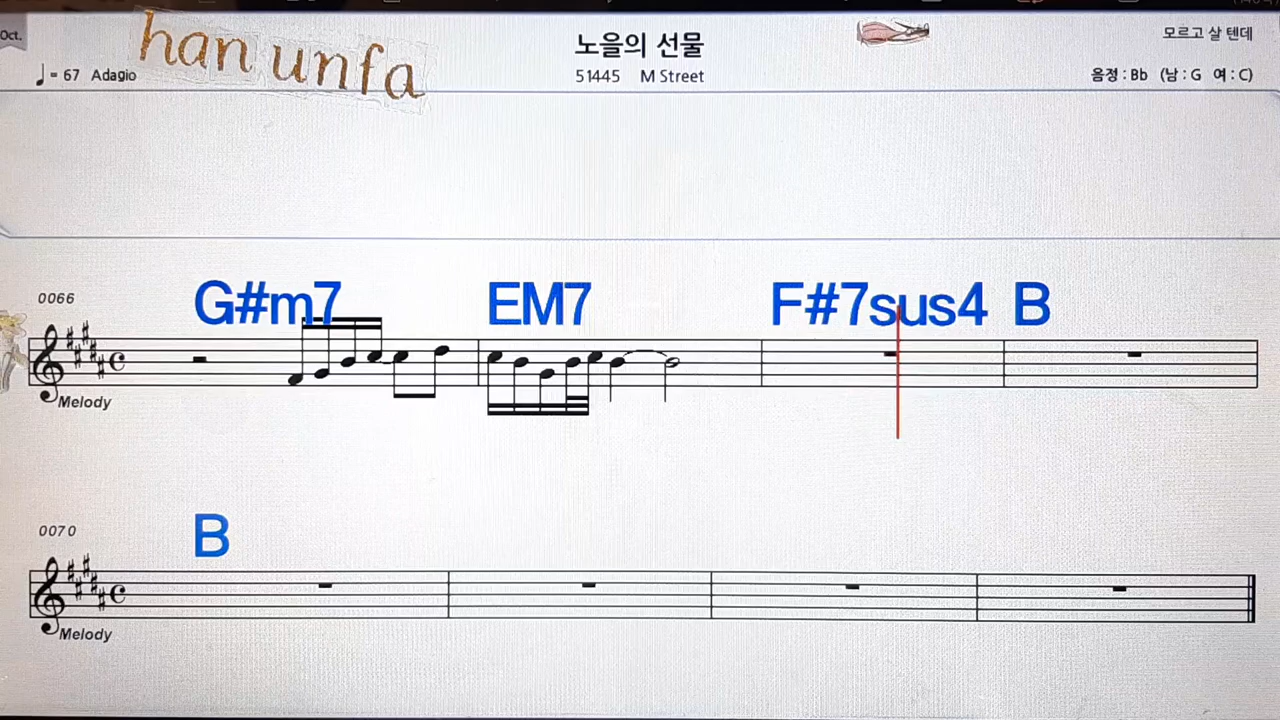 Oct.
han unfa
노을의 선물
모르고 살 텐데
♩= 67 Adagio
51445 M Street
음정 : Bb (남 : G 여 : C)
0066
G#m7 EM7 F#7sus4 B
Melody
0070
B
Melody